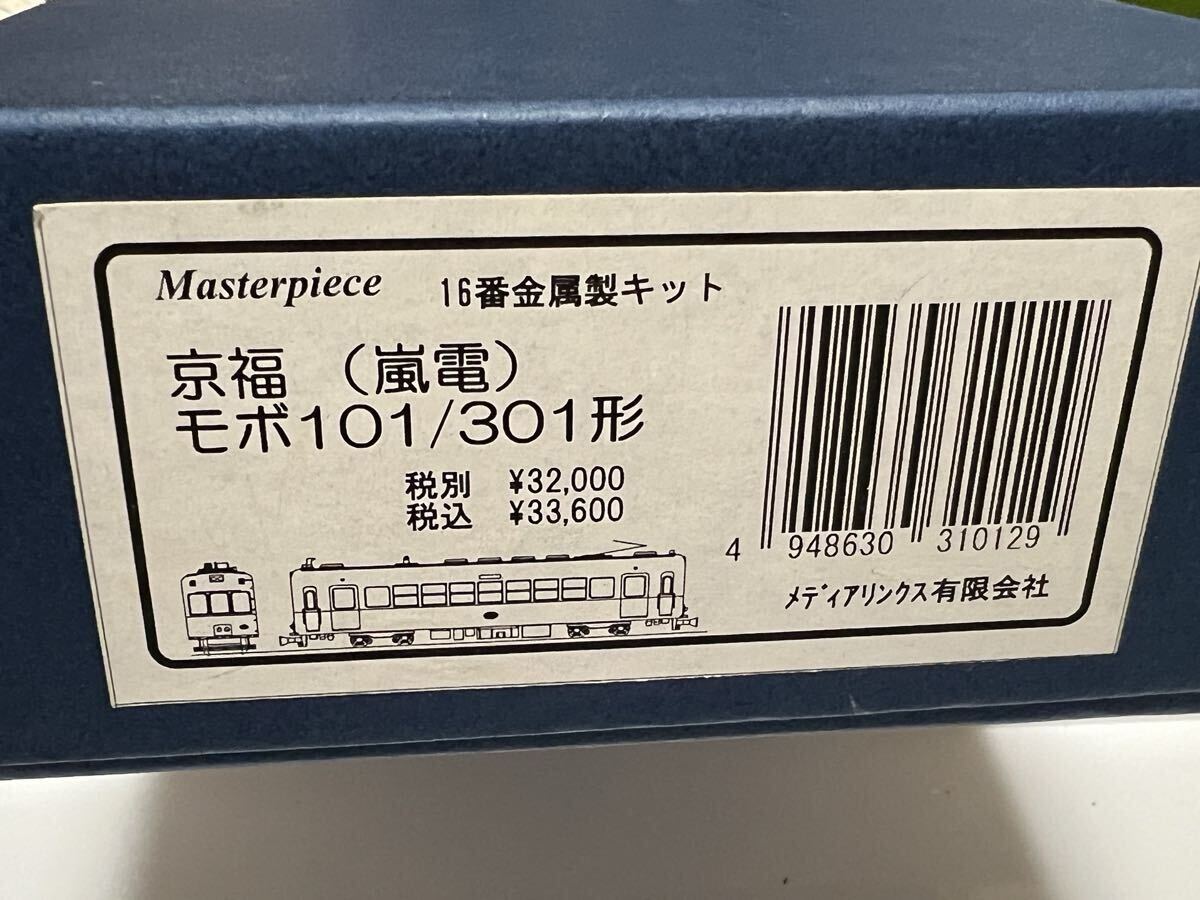 Masterpiece 16番金属製キット
京福 (嵐電)
モボ101/301形
税別 ¥32,000
税込 ¥33,600
4 948630 310129
メディアリンクス有限会社